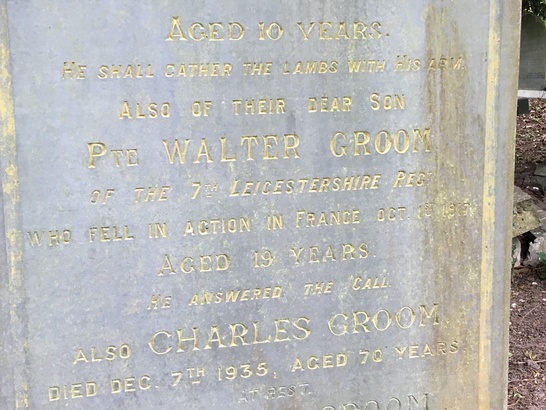 AGED 10 YEARS.
HE SHALL GATHER THE LAMBS WITH HIS ARM.
ALSO OF THEIR DEAR SON
PTE WALTER GROOM
OF THE 7TH LEICESTERSHIRE REGT
WHO FELL IN ACTION IN FRANCE OCT.
AGED 19 YEARS
HE ANSWERED THE CALL
ALSO CHARLES GROOM,
DIED DEC. 7TH 1935, AGED 70 YEARS
AT REST.
GROOM